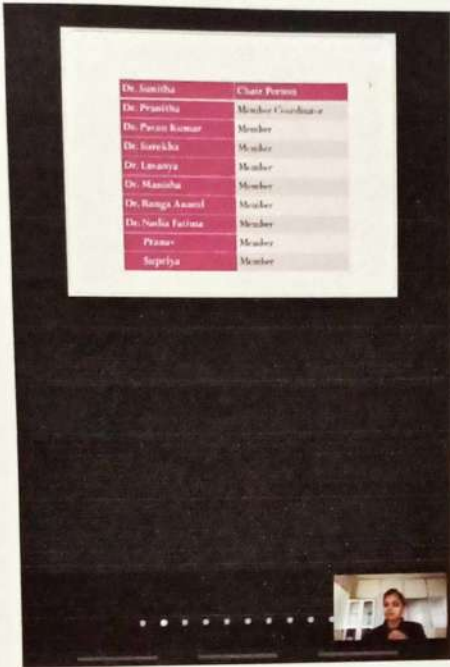 Dr. Sunitha Chair Person
Dr. Pranitha Member Coordinator
Dr. Pavan Kumar Member
Dr. Surekha Member
Dr. Lavanya Member
Dr. Manisha Member
Dr. Ranga Anand Member
Dr. Nadia Fatima Member
Pranav Member
Supriya Member